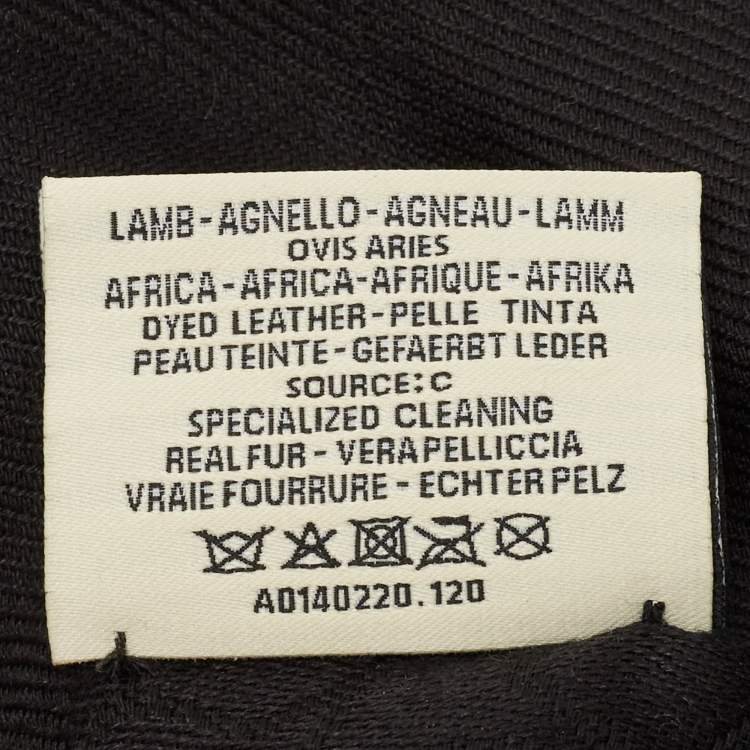 LAMB-AGNELLO-AGNEAU-LAMM
OVIS ARIES
AFRICA-AFRICA-AFRIQUE-AFRIKA
DYED LEATHER-PELLE TINTA
PEAU TEINTE-GEFAERBT LEDER
SOURCE:C
SPECIALIZED CLEANING
REAL FUR - VERA PELLICCIA
VRAIE FOURRURE - ECHTER PELZ
A0140220.120